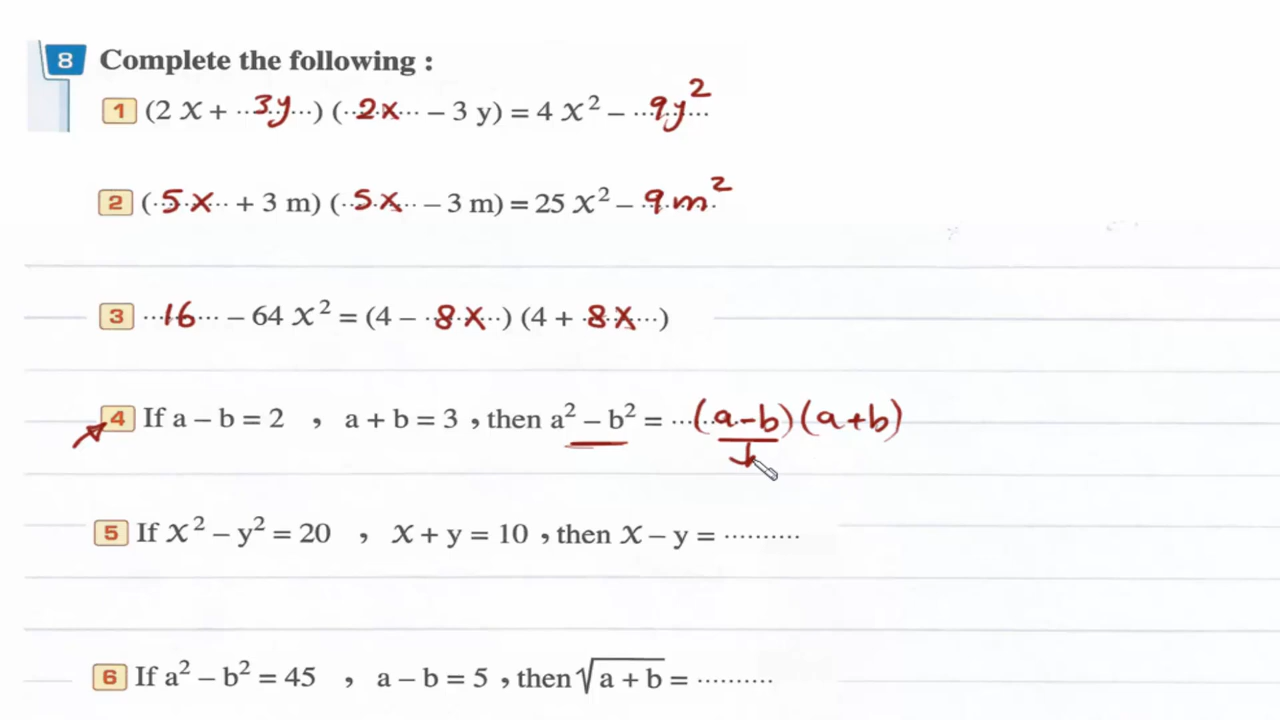 8 Complete the following :
1 (2 x + ...3y...) (...2x... – 3 y) = 4 x² – ...9y²...
2 (...5x... + 3 m) (...5x... – 3 m) = 25 x² – ...9m²...
3 ...16... – 64 x² = (4 – ...8x...) (4 + ...8x...)
4 If a – b = 2 , a + b = 3 , then a² – b² = ...(a-b)(a+b)
5 If x² – y² = 20 , x + y = 10 , then x – y = ..........
6 If a² – b² = 45 , a – b = 5 , then √(a + b) = ..........